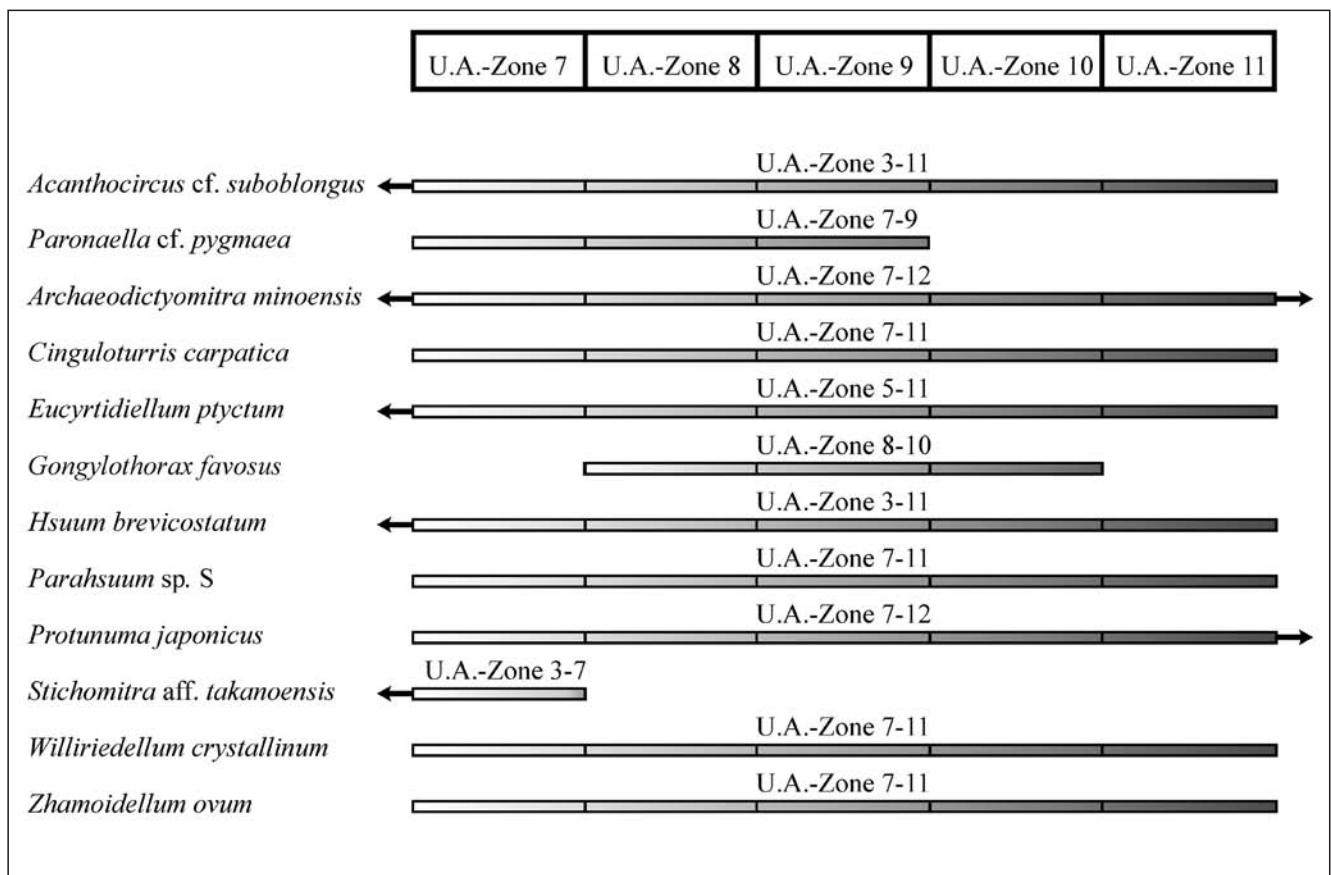 U.A.-Zone 7 U.A.-Zone 8 U.A.-Zone 9 U.A.-Zone 10 U.A.-Zone 11
U.A.-Zone 3-11
Acanthocircus cf. suboblongus
U.A.-Zone 7-9
Paronaella cf. pygmaea
U.A.-Zone 7-12
Archaeodictyomitra minoensis
U.A.-Zone 7-11
Cinguloturris carpatica
U.A.-Zone 5-11
Eucyrtidiellum ptyctum
U.A.-Zone 8-10
Gongylothorax favosus
U.A.-Zone 3-11
Hsuum brevicostatum
U.A.-Zone 7-11
Parahsuum sp. S
U.A.-Zone 7-12
Protunuma japonicus
U.A.-Zone 3-7
Stichomitra aff. takanoensis
U.A.-Zone 7-11
Williriedellum crystallinum
U.A.-Zone 7-11
Zhamoidellum ovum